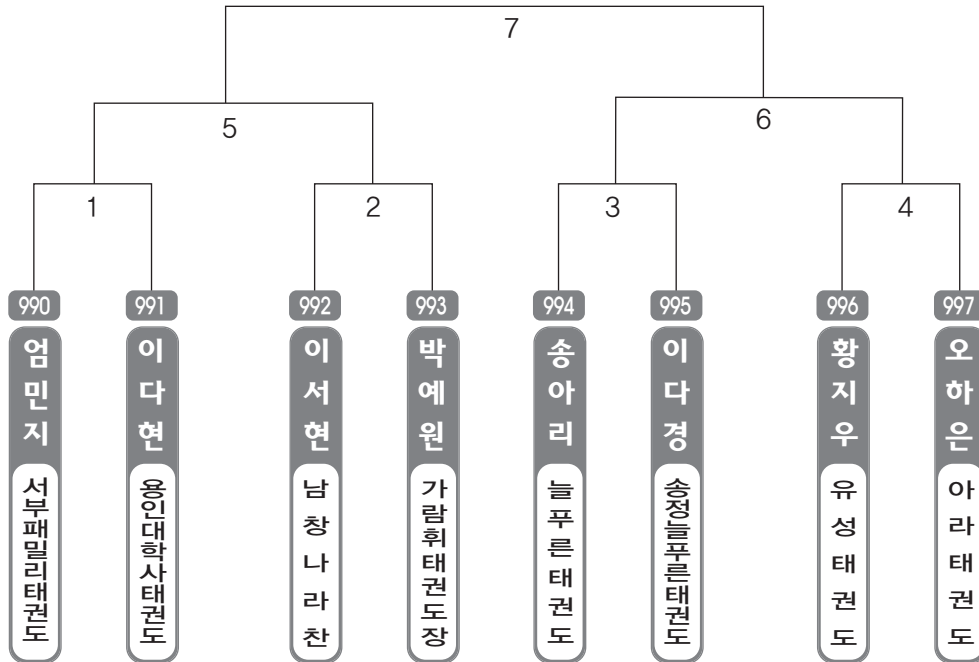 7
5
6
1
2
3
4
990
991
992
993
994
995
996
997
엄민지
이다현
이서현
박예원
송아리
이다경
황지우
오하은
서부패밀리태권도
용인대학사태권도
남창나라찬
가람휘태권도장
늘푸른태권도
송정늘푸른태권도
유성태권도
아라태권도